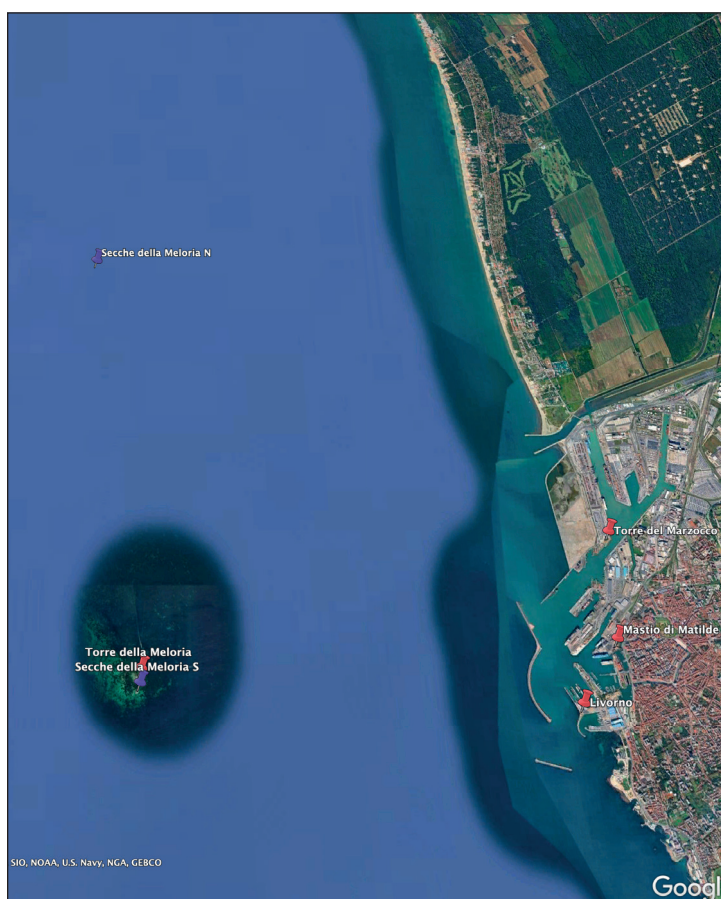 Secche della Meloria N
Torre del Marzocco
Mastio di Matilde
Torre della Meloria
Secche della Meloria S
Livorno
SIO, NOAA, U.S. Navy, NGA, GEBCO
Googl